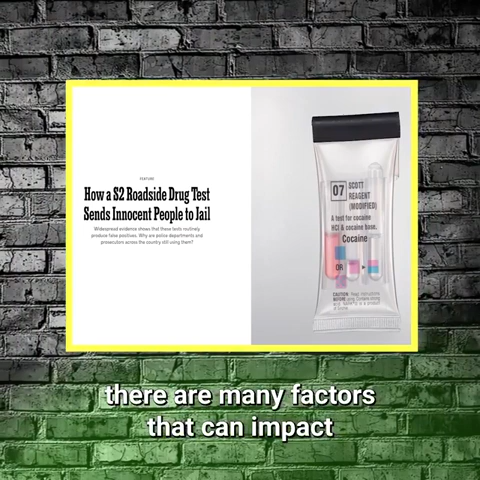 FEATURE
How a $2 Roadside Drug Test
Sends Innocent People to Jail
Widespread evidence shows that these tests routinely
produce false positives. Why are police departments and
prosecutors across the country still using them?
07
SCOTT
REAGENT
(MODIFIED)
A test for cocaine
HCl & cocaine base.
Cocaine
OR
CAUTION:
BEFORE
there are many factors
that can impact